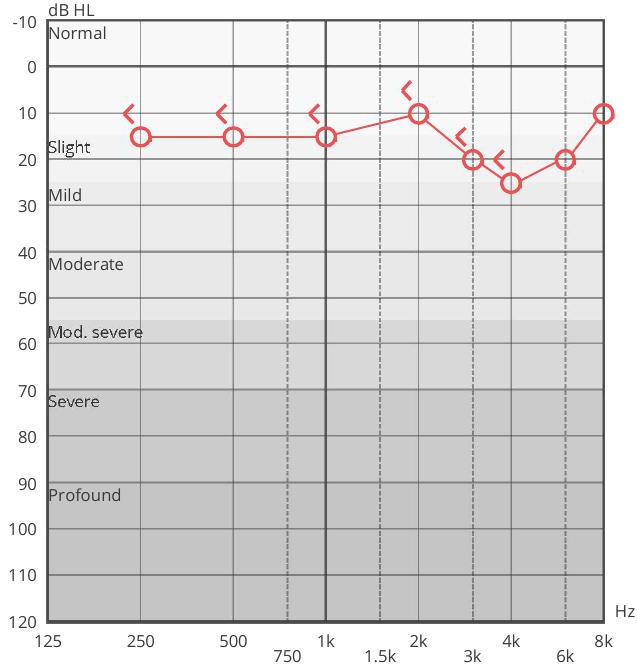 dB HL
-10
Normal
0
10
Slight
20
Mild
30
40
Moderate
50
Mod. severe
60
70
Severe
80
90
Profound
100
110
120
Hz
125 250 500 1k 2k 4k 8k
750 1.5k 3k 6k